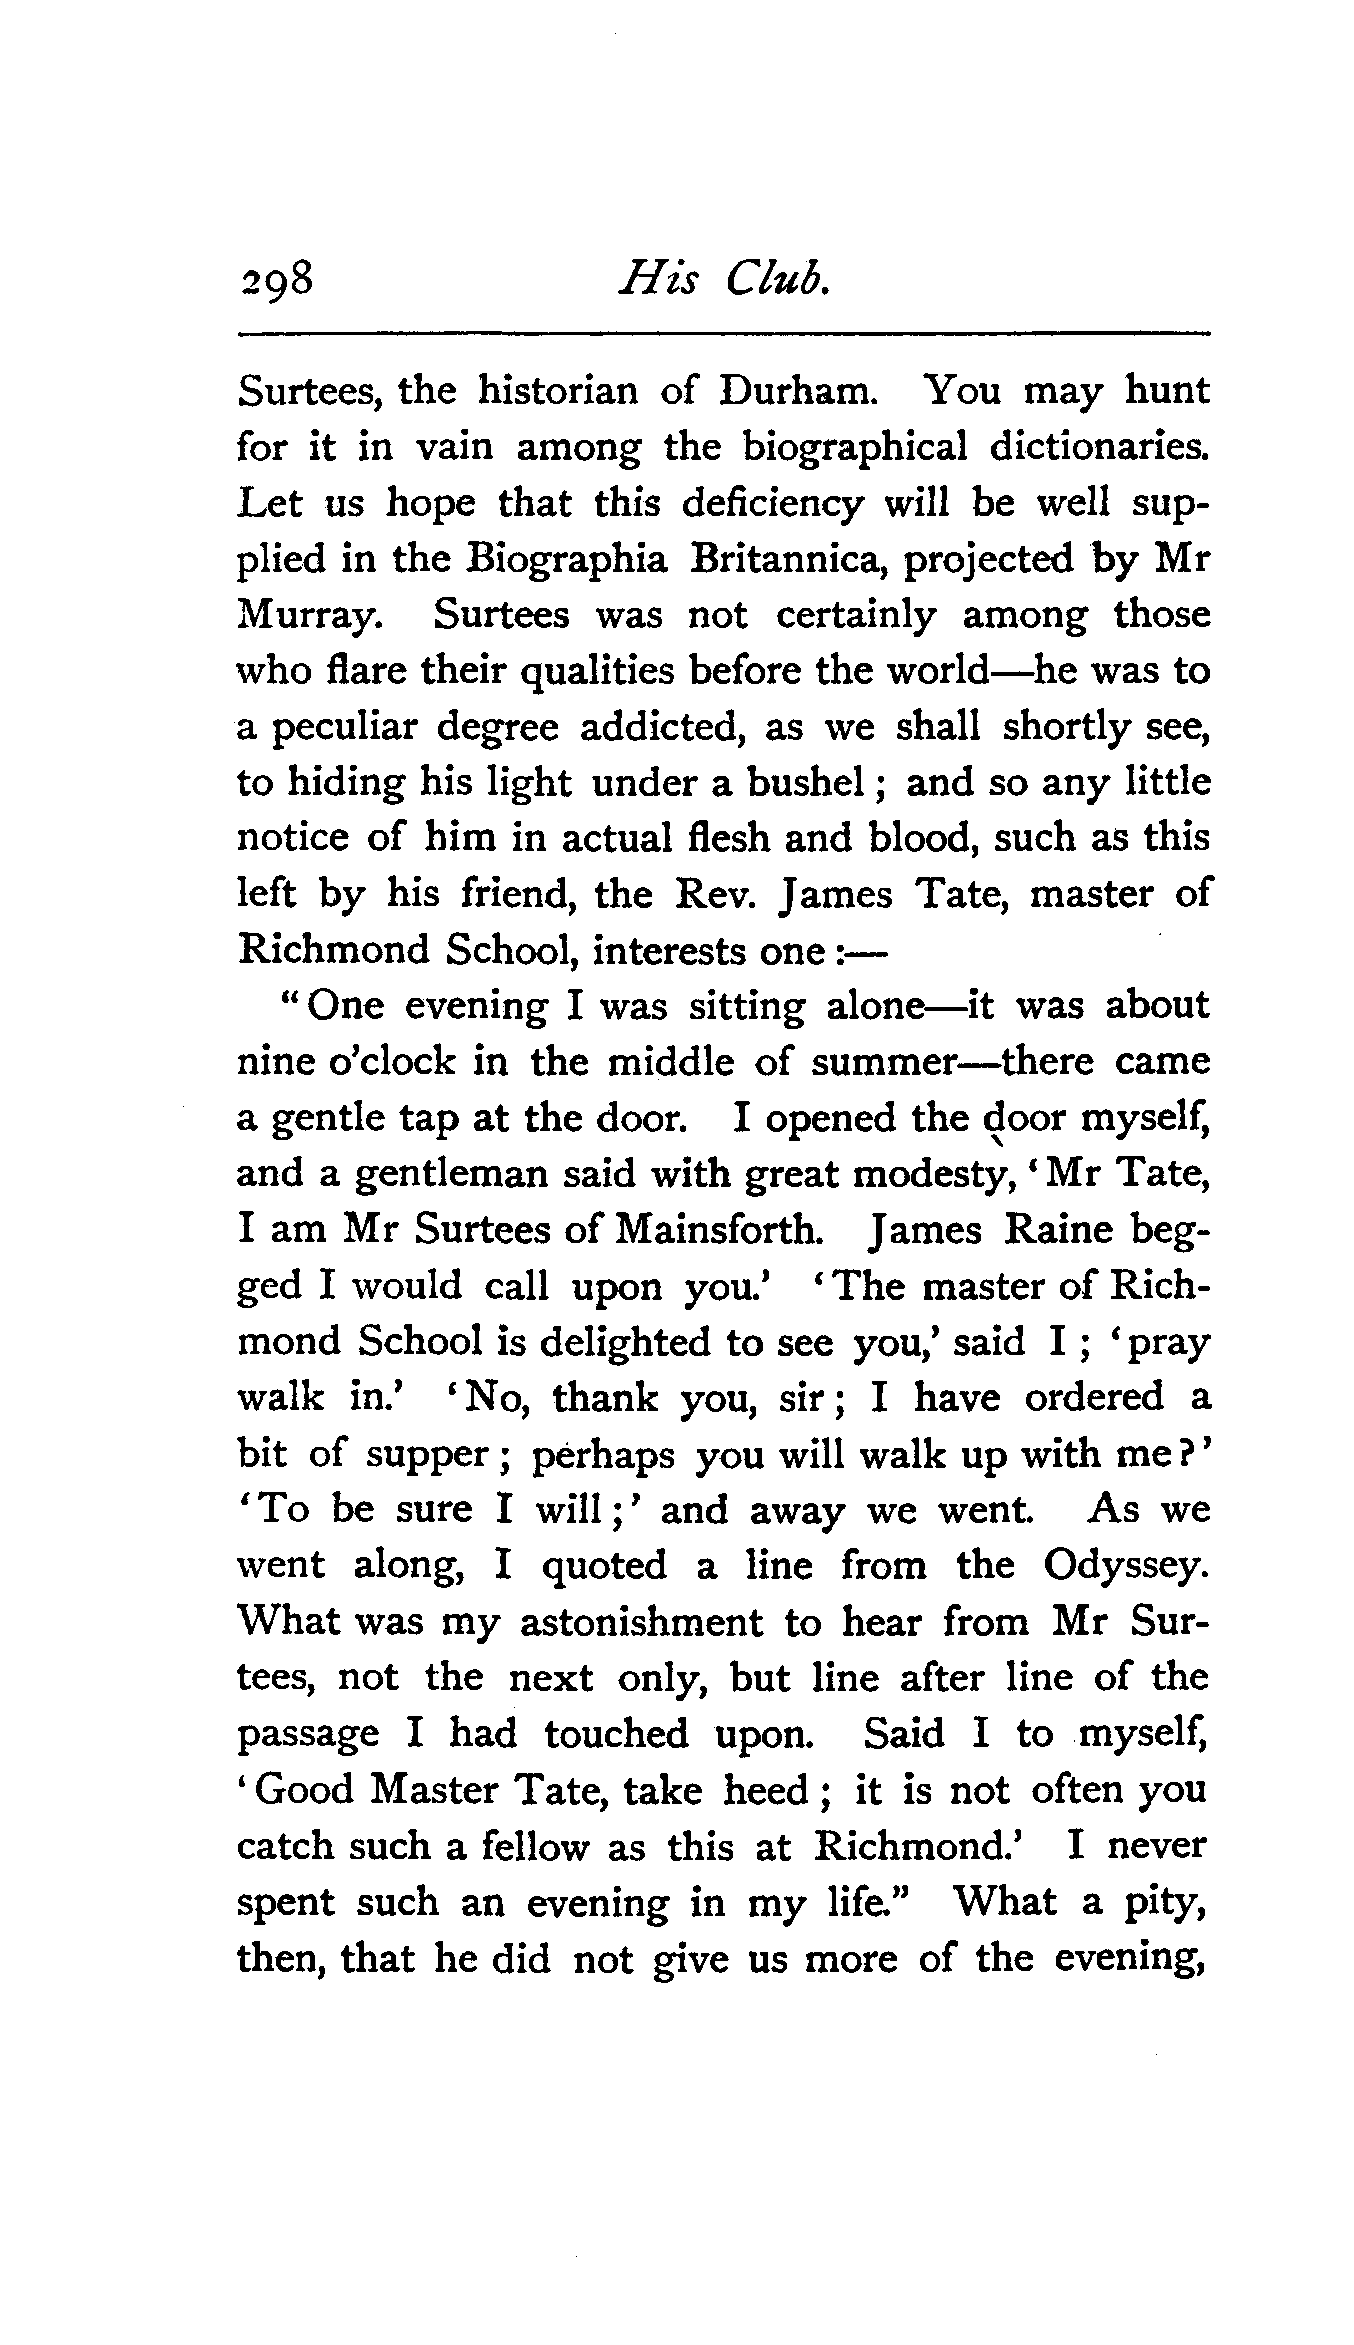 298 His Club.
Surtees, the historian of Durham. You may hunt
for it in vain among the biographical dictionaries.
Let us hope that this deficiency will be well sup-
plied in the Biographia Britannica, projected by Mr
Murray. Surtees was not certainly among those
who flare their qualities before the world—he was to
a peculiar degree addicted, as we shall shortly see,
to hiding his light under a bushel; and so any little
notice of him in actual flesh and blood, such as this
left by his friend, the Rev. James Tate, master of
Richmond School, interests one:—
“One evening I was sitting alone—it was about
nine o’clock in the middle of summer—there came
a gentle tap at the door. I opened the door myself,
and a gentleman said with great modesty, ‘Mr Tate,
I am Mr Surtees of Mainsforth. James Raine beg-
ged I would call upon you.’ ‘The master of Rich-
mond School is delighted to see you,’ said I; ‘pray
walk in.’ ‘No, thank you, sir; I have ordered a
bit of supper; perhaps you will walk up with me?’
‘To be sure I will;’ and away we went. As we
went along, I quoted a line from the Odyssey.
What was my astonishment to hear from Mr Sur-
tees, not the next only, but line after line of the
passage I had touched upon. Said I to myself,
‘Good Master Tate, take heed; it is not often you
catch such a fellow as this at Richmond.’ I never
spent such an evening in my life.” What a pity,
then, that he did not give us more of the evening,